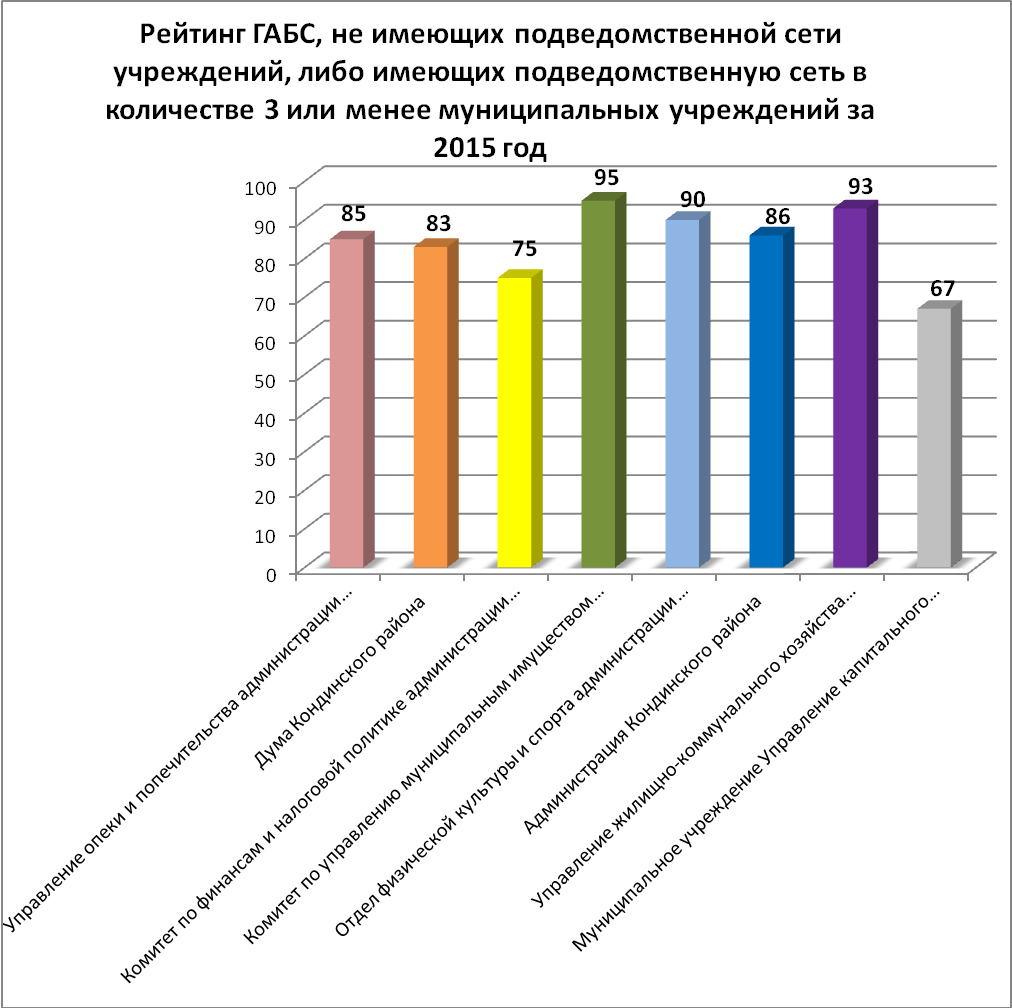 Рейтинг ГАБС, не имеющих подведомственной сети
учреждений, либо имеющих подведомственную сеть в
количестве 3 или менее муниципальных учреждений за
2015 год
100
90
80
70
60
50
40
30
20
10
0
85
83
75
95
90
86
93
67
Управление опеки и попечительства администрации...
Дума Кондинского района
Комитет по финансам и налоговой политике администрации...
Комитет по управлению муниципальным имуществом...
Отдел физической культуры и спорта администрации...
Администрация Кондинского района
Управление жилищно-коммунального хозяйства...
Муниципальное учреждение Управление капитального...